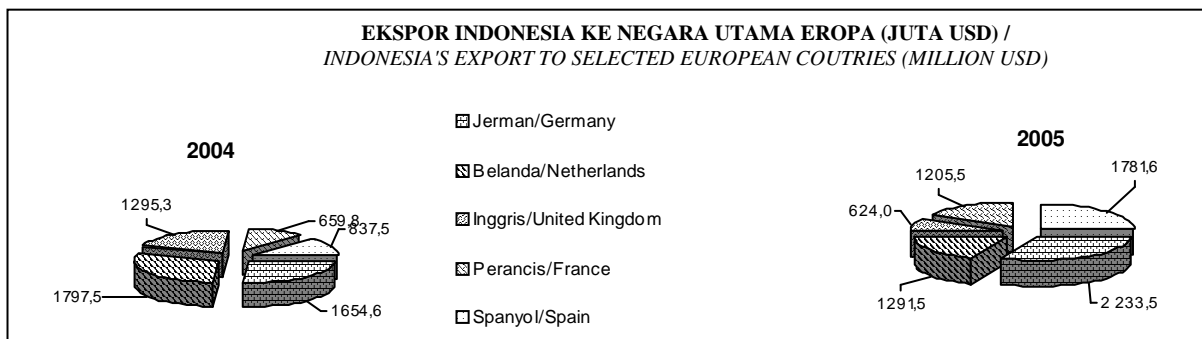 EKSPOR INDONESIA KE NEGARA UTAMA EROPA (JUTA USD) /
INDONESIA'S EXPORT TO SELECTED EUROPEAN COUTRIES (MILLION USD)
2004
1295,3
659,8
837,5
1797,5
1654,6
Jerman/Germany
Belanda/Netherlands
Inggris/United Kingdom
Perancis/France
Spanyol/Spain
2005
1205,5
1781,6
624,0
1291,5
2 233,5